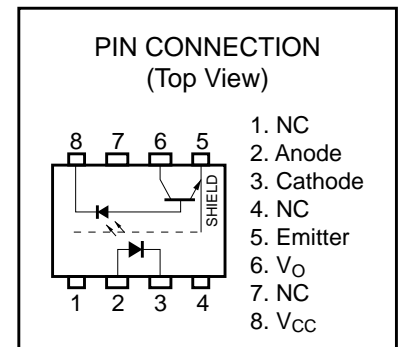 PIN CONNECTION
(Top View)
8 7 6 5
SHIELD
1 2 3 4
1. NC
2. Anode
3. Cathode
4. NC
5. Emitter
6. VO
7. NC
8. VCC